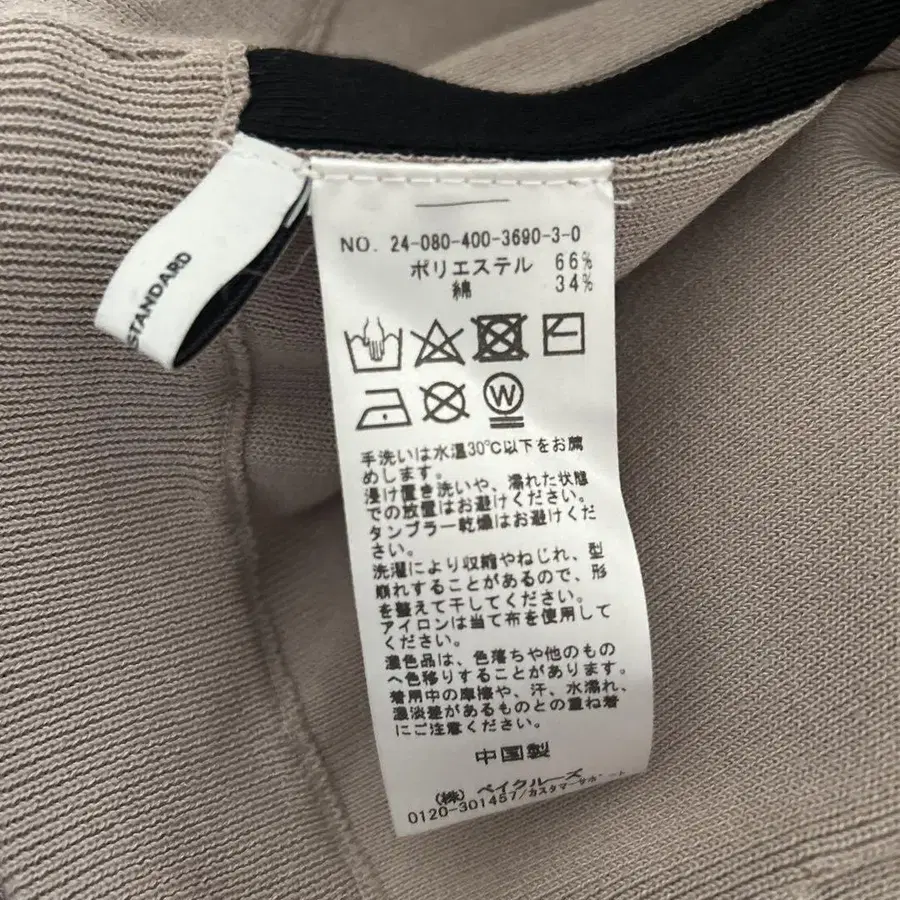 STANDARD
NO. 24-080-400-3690-3-0
ポリエステル 66%
綿 34%
W
手洗いは水温30℃以下をお薦
めします。
浸け置き洗いや、濡れた状態
での放置はお避けください。
タンブラー乾燥はお避けくだ
さい。
洗濯により収縮やねじれ、型
崩れすることがあるので、形
を整えて干してください。
アイロンは当て布を使用して
ください。
濃色品は、色落ちや他のもの
へ色移りすることがあります。
着用中の摩擦や、汗、水濡れ、
濃淡差があるものとの重ね着
にご注意ください。
中国製
(株) ベイクルーズ
0120-301457/カスタマーサポート